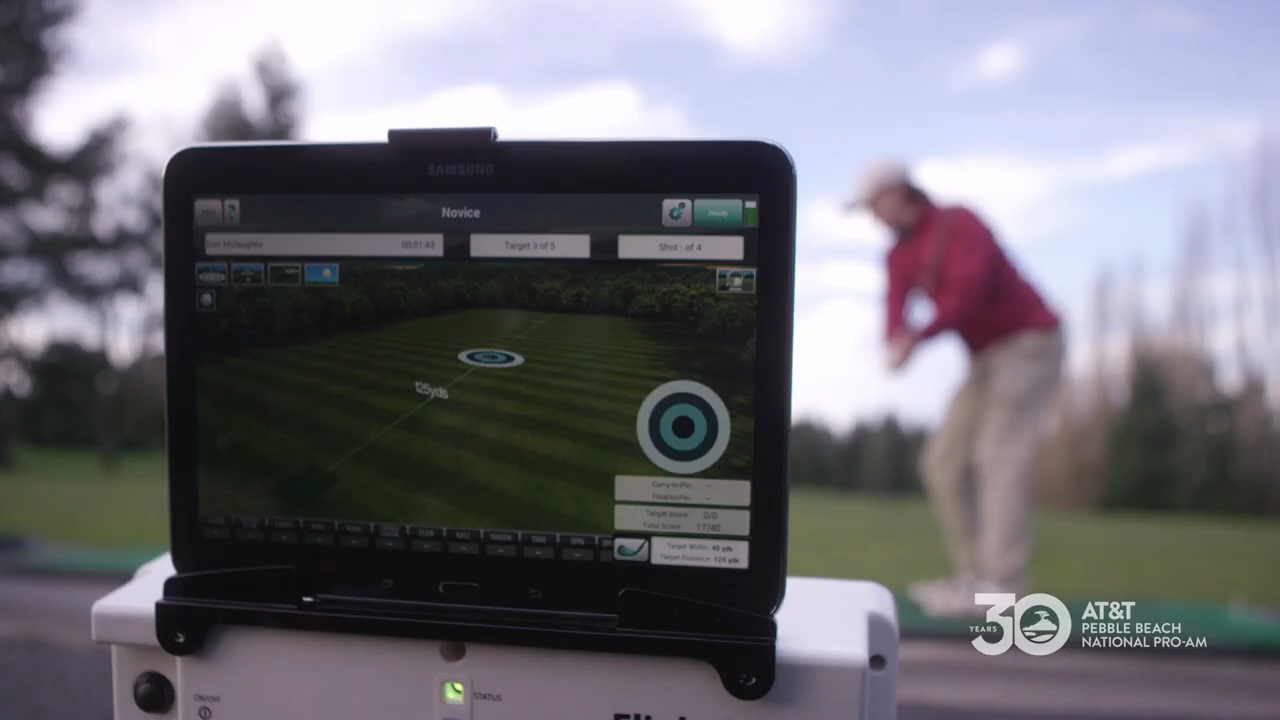 SAMSUNG
Novice
Ready
Dan Mclaughlin
00:01:43
Target 3 of 5
Shot - of 4
125yds
Carry-to-Pin: --
Final-to-Pin: --
Target Score: 0/0
Total Score: 17/40
Target Width: 40 yds
Target Distance: 125 yds
ON/OFF
STATUS
30 YEARS
AT&T
PEBBLE BEACH
NATIONAL PRO-AM